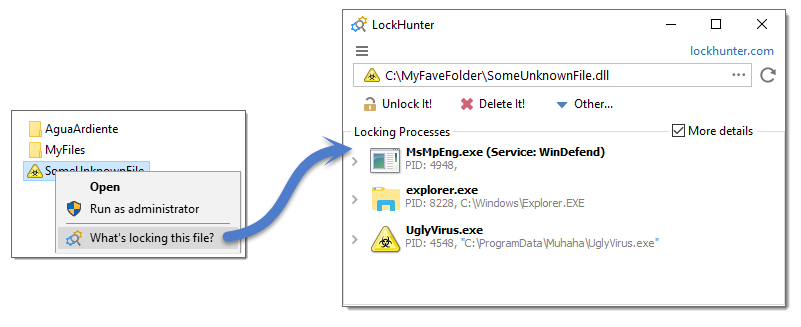 AguaArdiente
MyFiles
SomeUnknownFile
Open
Run as administrator
What's locking this file?
LockHunter
lockhunter.com
C:\MyFaveFolder\SomeUnknownFile.dll
Unlock It!
Delete It!
Other...
Locking Processes
More details
MsMpEng.exe (Service: WinDefend)
PID: 4948,
explorer.exe
PID: 8228, C:\Windows\Explorer.EXE
UglyVirus.exe
PID: 4548, "C:\ProgramData\Muhaha\UglyVirus.exe"